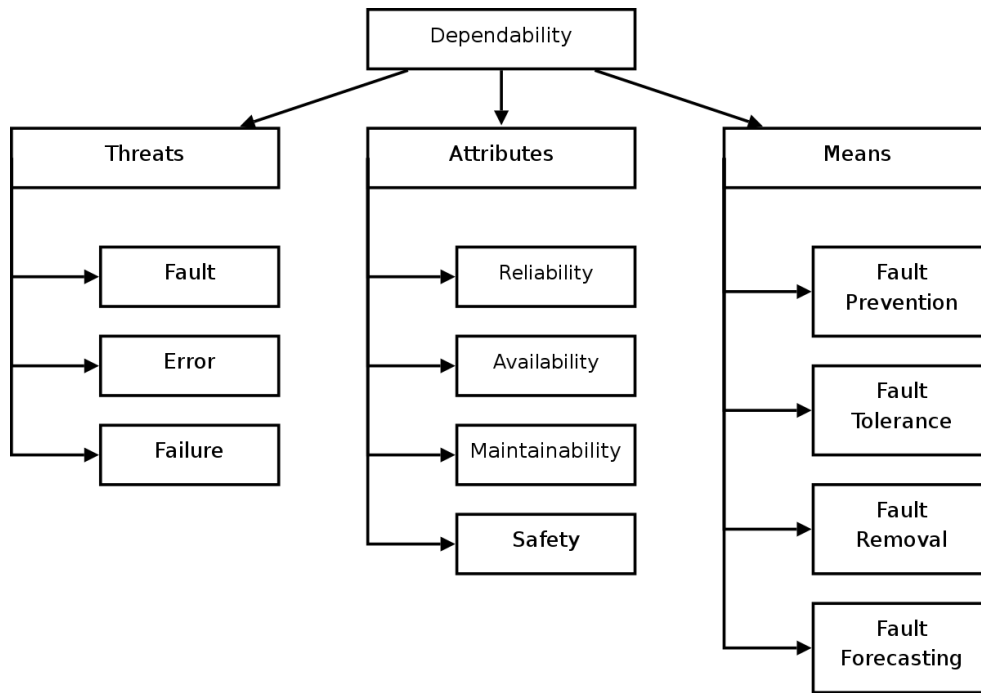 Dependability
Threats
Attributes
Means
Fault
Error
Failure
Reliability
Availability
Maintainability
Safety
Fault
Prevention
Fault
Tolerance
Fault
Removal
Fault
Forecasting